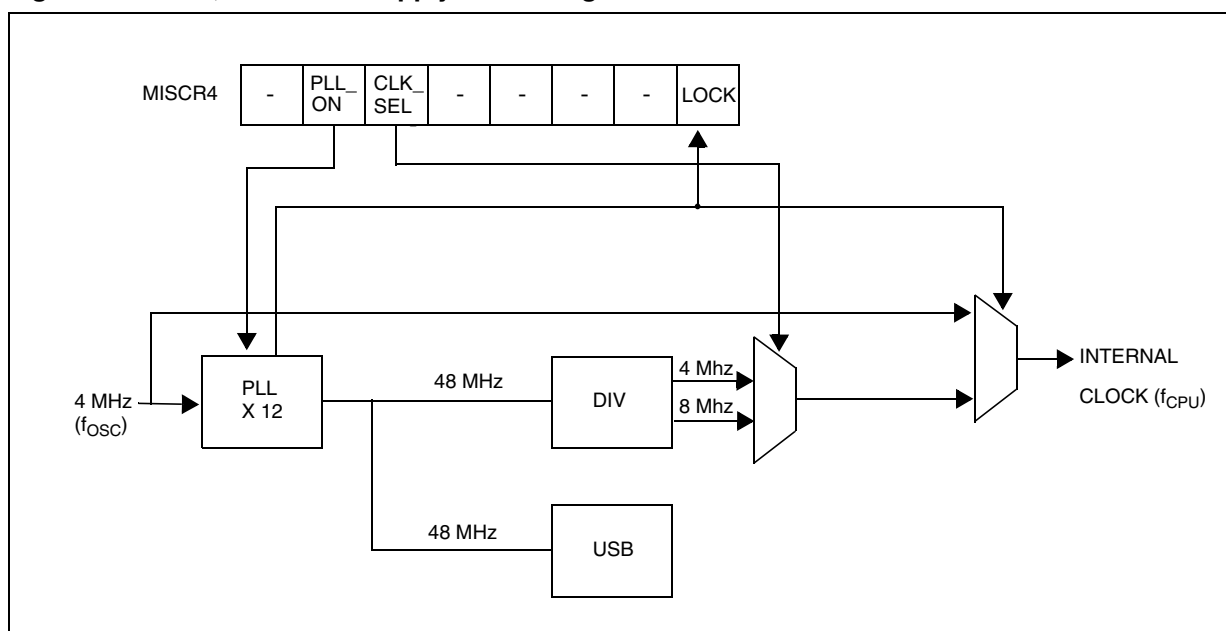 MISCR4
-
PLL_
ON
CLK_
SEL
-
-
-
-
LOCK
4 MHz
(fOSC)
PLL
X 12
48 MHz
DIV
4 Mhz
8 Mhz
INTERNAL
CLOCK (fCPU)
48 MHz
USB